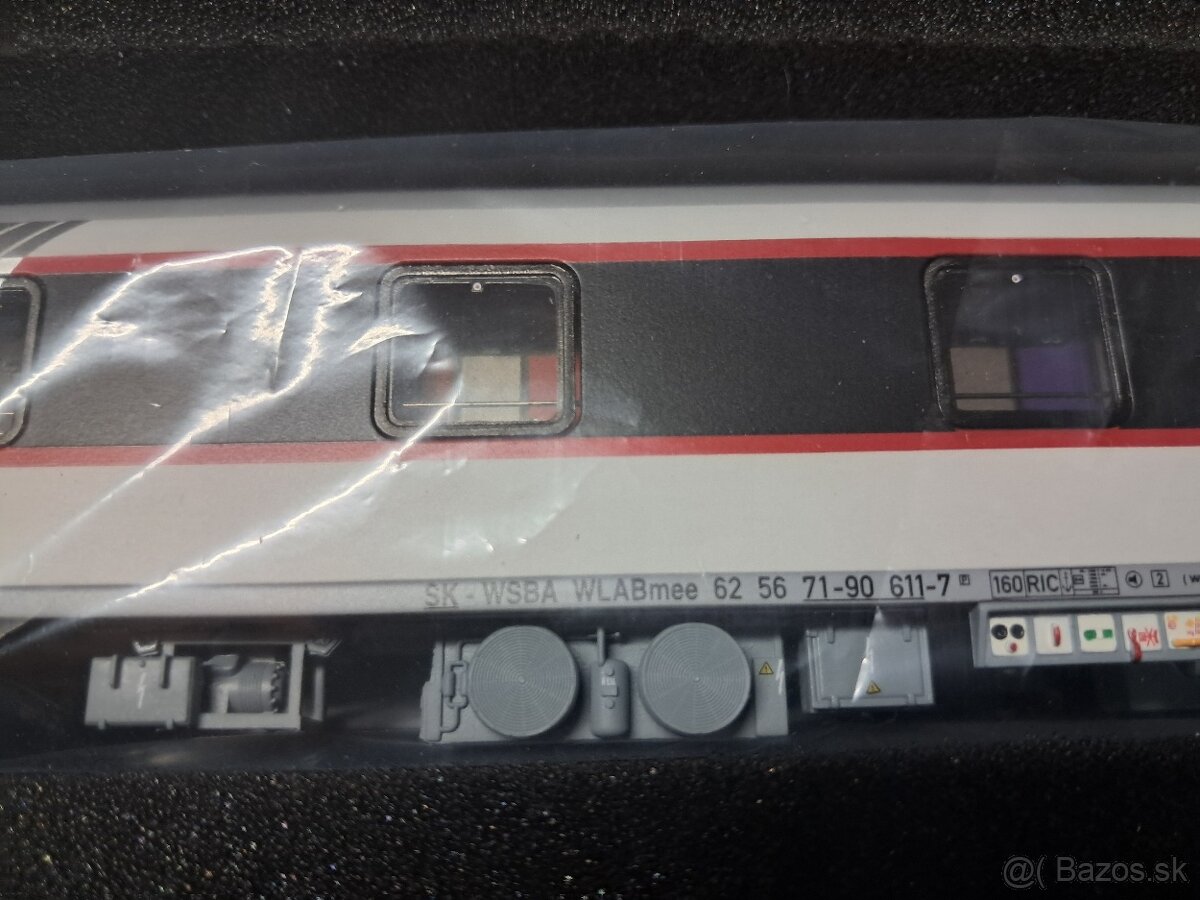 SK - WSBA WLABmee 62 56 71-90 611-7 P 160 RIC 2
@( Bazos.sk